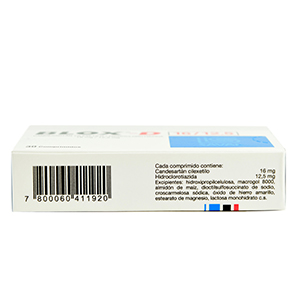 BLOX-D 16/12,5
30 Comprimidos
Cada comprimido contiene:
Candesartán cilexetilo 16 mg
Hidroclorotiazida 12,5 mg
Excipientes: hidroxipropilcelulosa, macrogol 8000,
almidón de maíz, dioctilsulfosuccinato de sodio,
croscarmelosa sódica, óxido de hierro amarillo,
estearato de magnesio, lactosa monohidrato c.s.
7 800060 411920